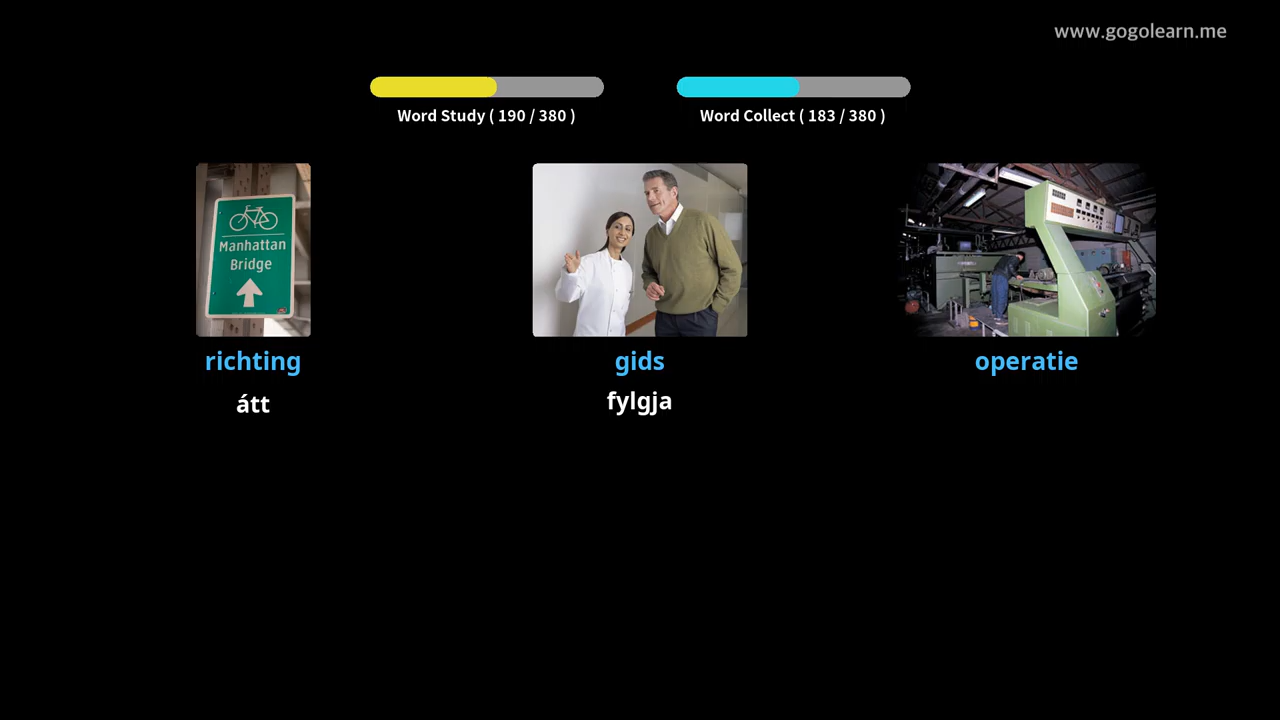 www.gogolearn.me
Word Study ( 190 / 380 )
Word Collect ( 183 / 380 )
Manhattan
Bridge
richting
gids
operatie
átt
fylgja